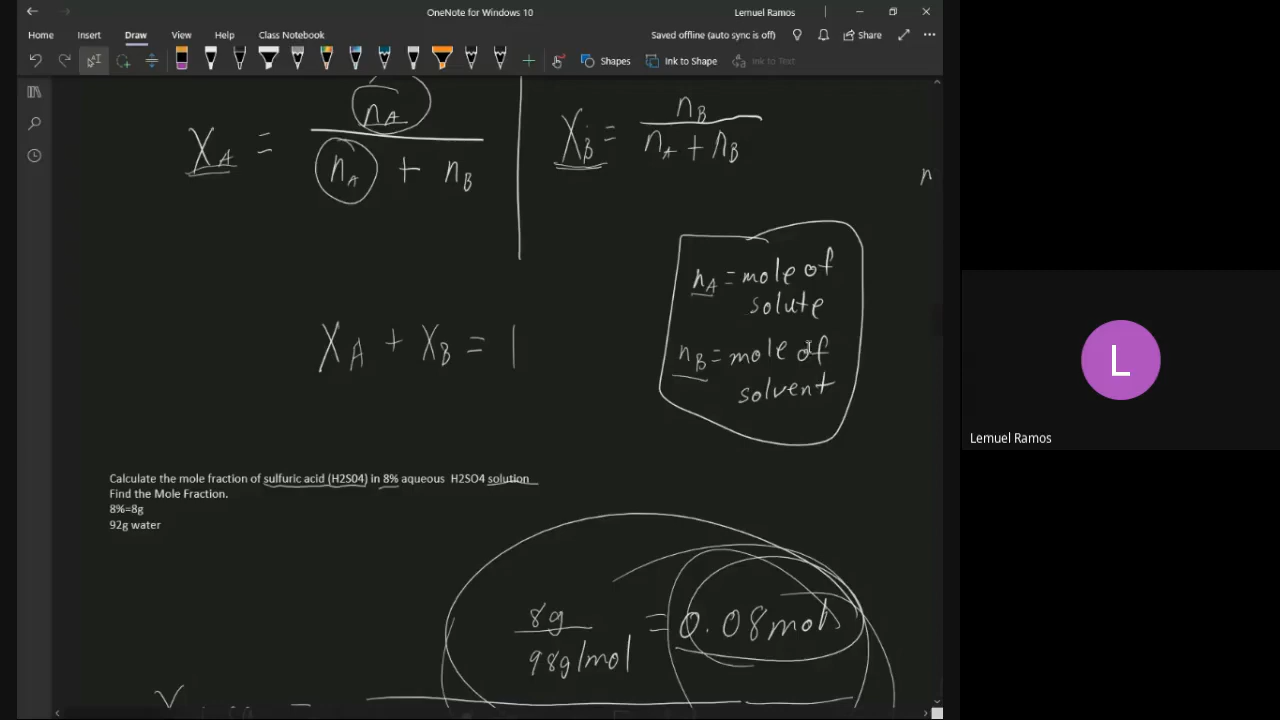 OneNote for Windows 10
Lemuel Ramos
Home Insert Draw View Help Class Notebook
Saved offline (auto sync is off)
Share
Shapes
Ink to Shape
Ink to Text
X_A = n_A / (n_A + n_B)
X_B = n_B / (n_A + n_B)
n
n_A = mole of
solute
n_B = mole of
solvent
X_A + X_B = 1
Calculate the mole fraction of sulfuric acid (H2S04) in 8% aqueous H2SO4 solution
Find the Mole Fraction.
8%=8g
92g water
8g / 98g/mol = 0.08mols
L
Lemuel Ramos